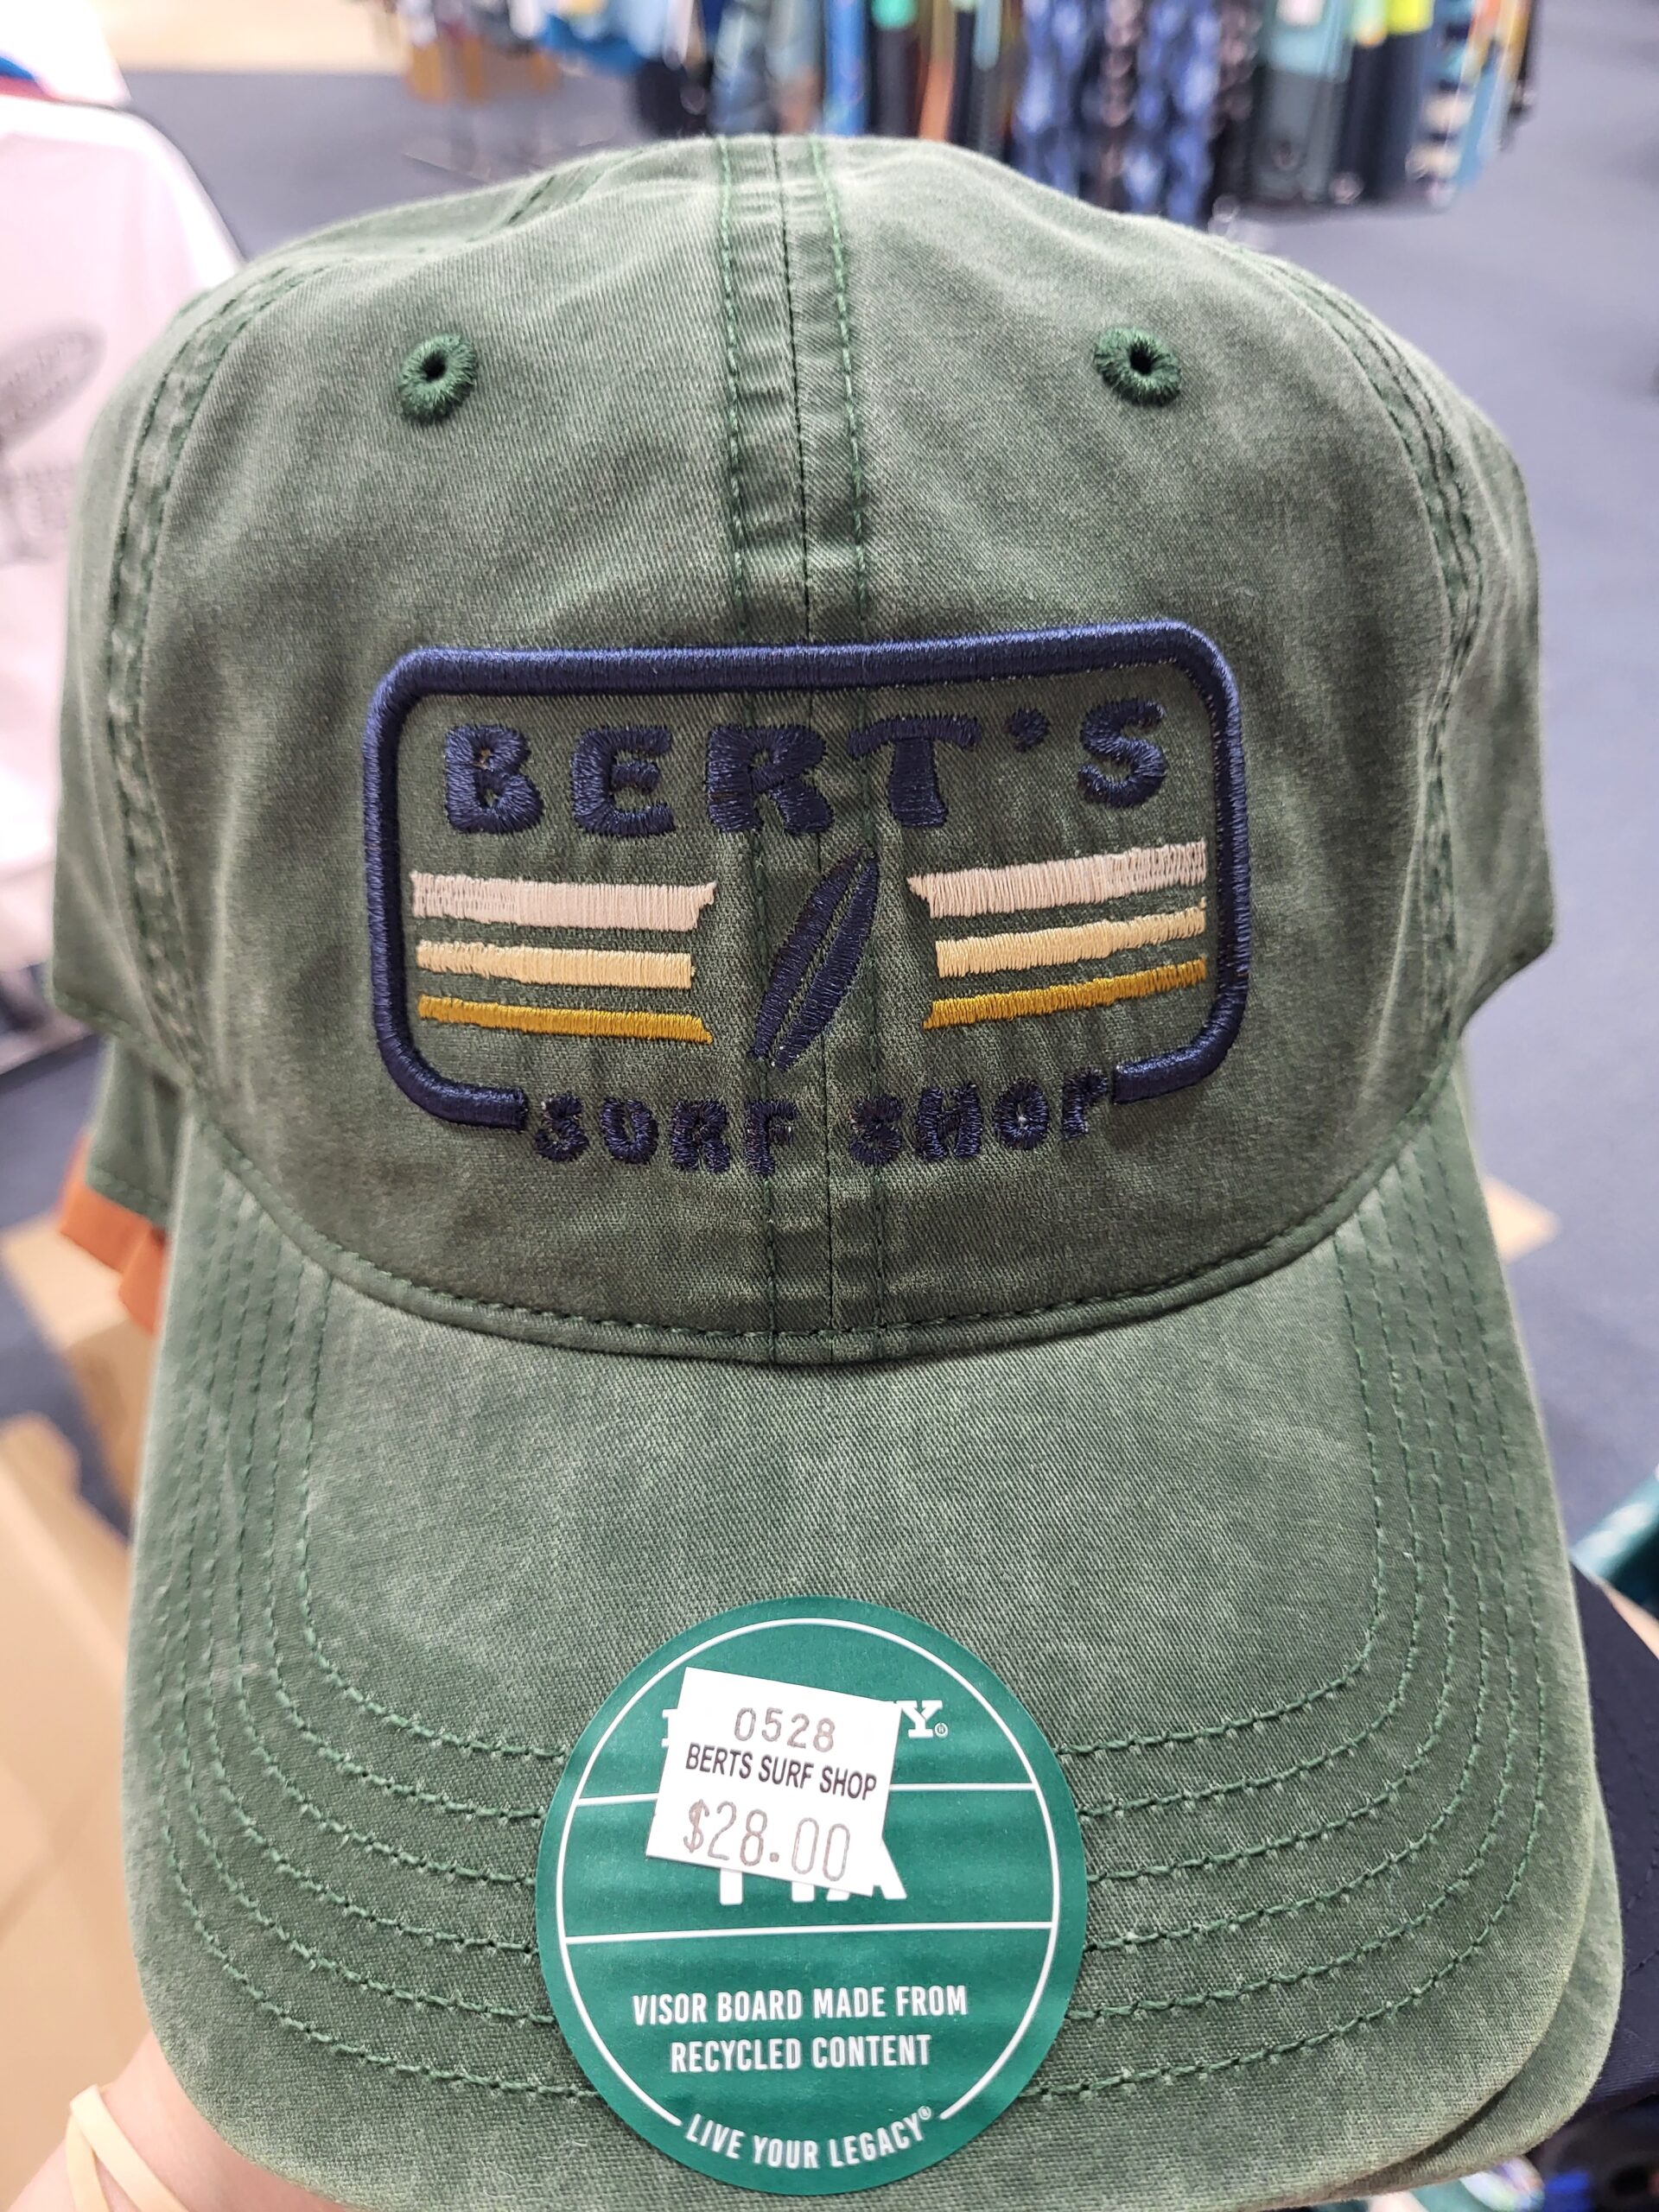 BERT'S
SURF SHOP
0528
BERTS SURF SHOP
$28.00
VISOR BOARD MADE FROM
RECYCLED CONTENT
LIVE YOUR LEGACY®